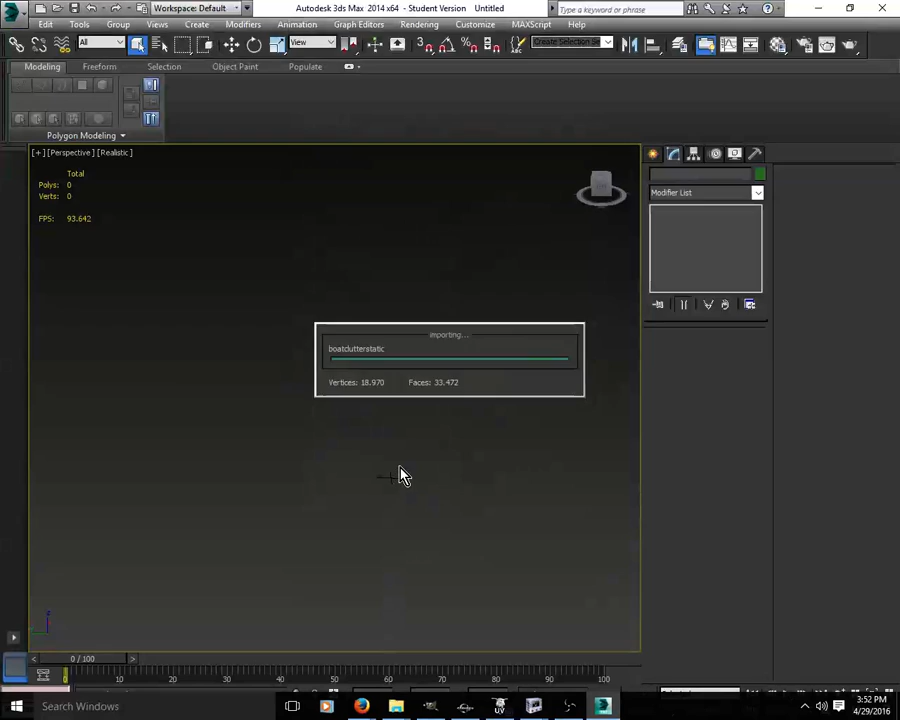 Workspace: Default
Autodesk 3ds Max 2014 x64 - Student Version Untitled
Type a keyword or phrase
Edit Tools Group Views Create Modifiers Animation Graph Editors Rendering Customize MAXScript Help
All
View
3
Create Selection Se
Modeling Freeform Selection Object Paint Populate
Polygon Modeling
[+] [Perspective] [Realistic]
Total
Polys: 0
Verts: 0
FPS: 93.642
Modifier List
importing...
boatclutterstatic
Vertices: 18.970 Faces: 33.472
0 / 100
0 10 20 30 40 50 60 70 80 90 100
Search Windows
UV
3:52 PM
4/29/2016